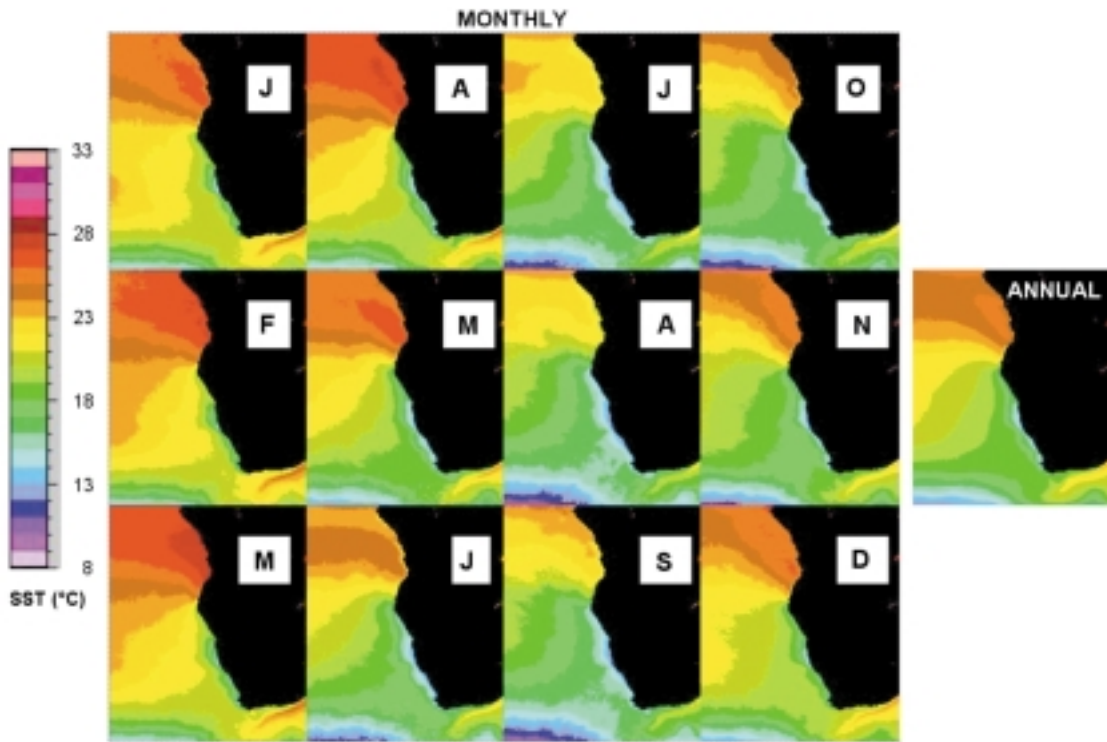 MONTHLY
J A J O
33
28
23
18
13
8
SST (°C)
F M A N
ANNUAL
M J S D